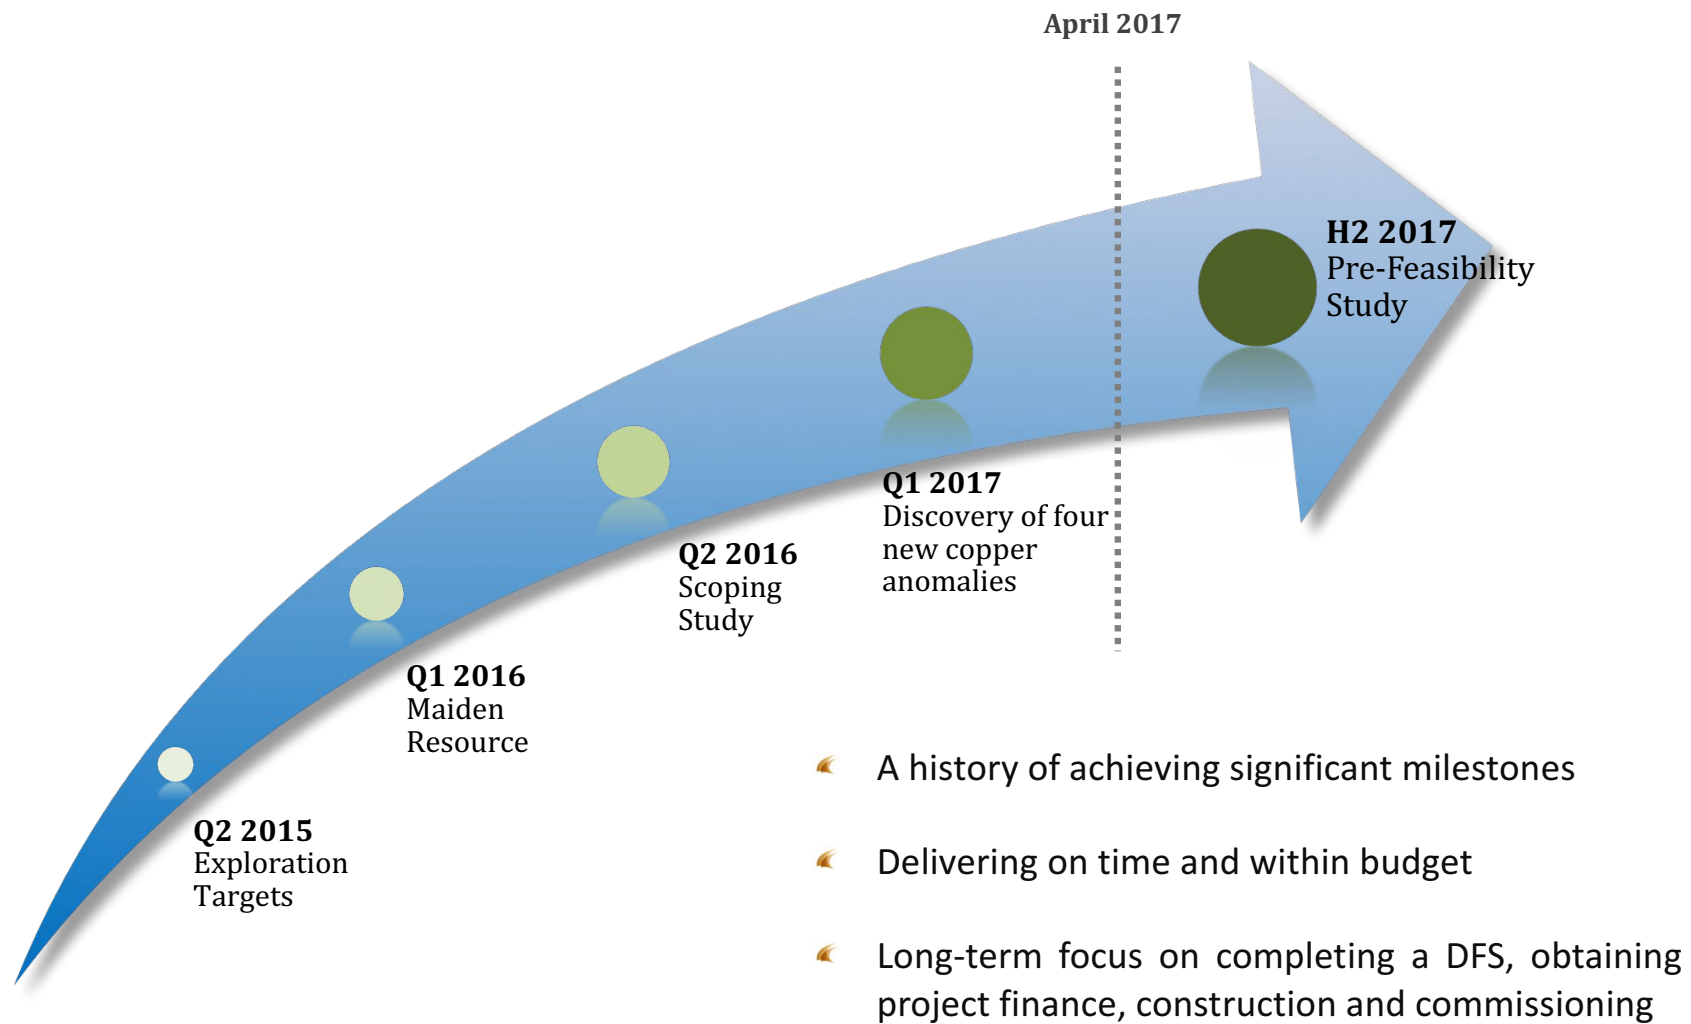 April 2017
H2 2017
Pre-Feasibility
Study
Q1 2017
Discovery of four
new copper
anomalies
Q2 2016
Scoping
Study
Q1 2016
Maiden
Resource
Q2 2015
Exploration
Targets
A history of achieving significant milestones
Delivering on time and within budget
Long-term focus on completing a DFS, obtaining
project finance, construction and commissioning